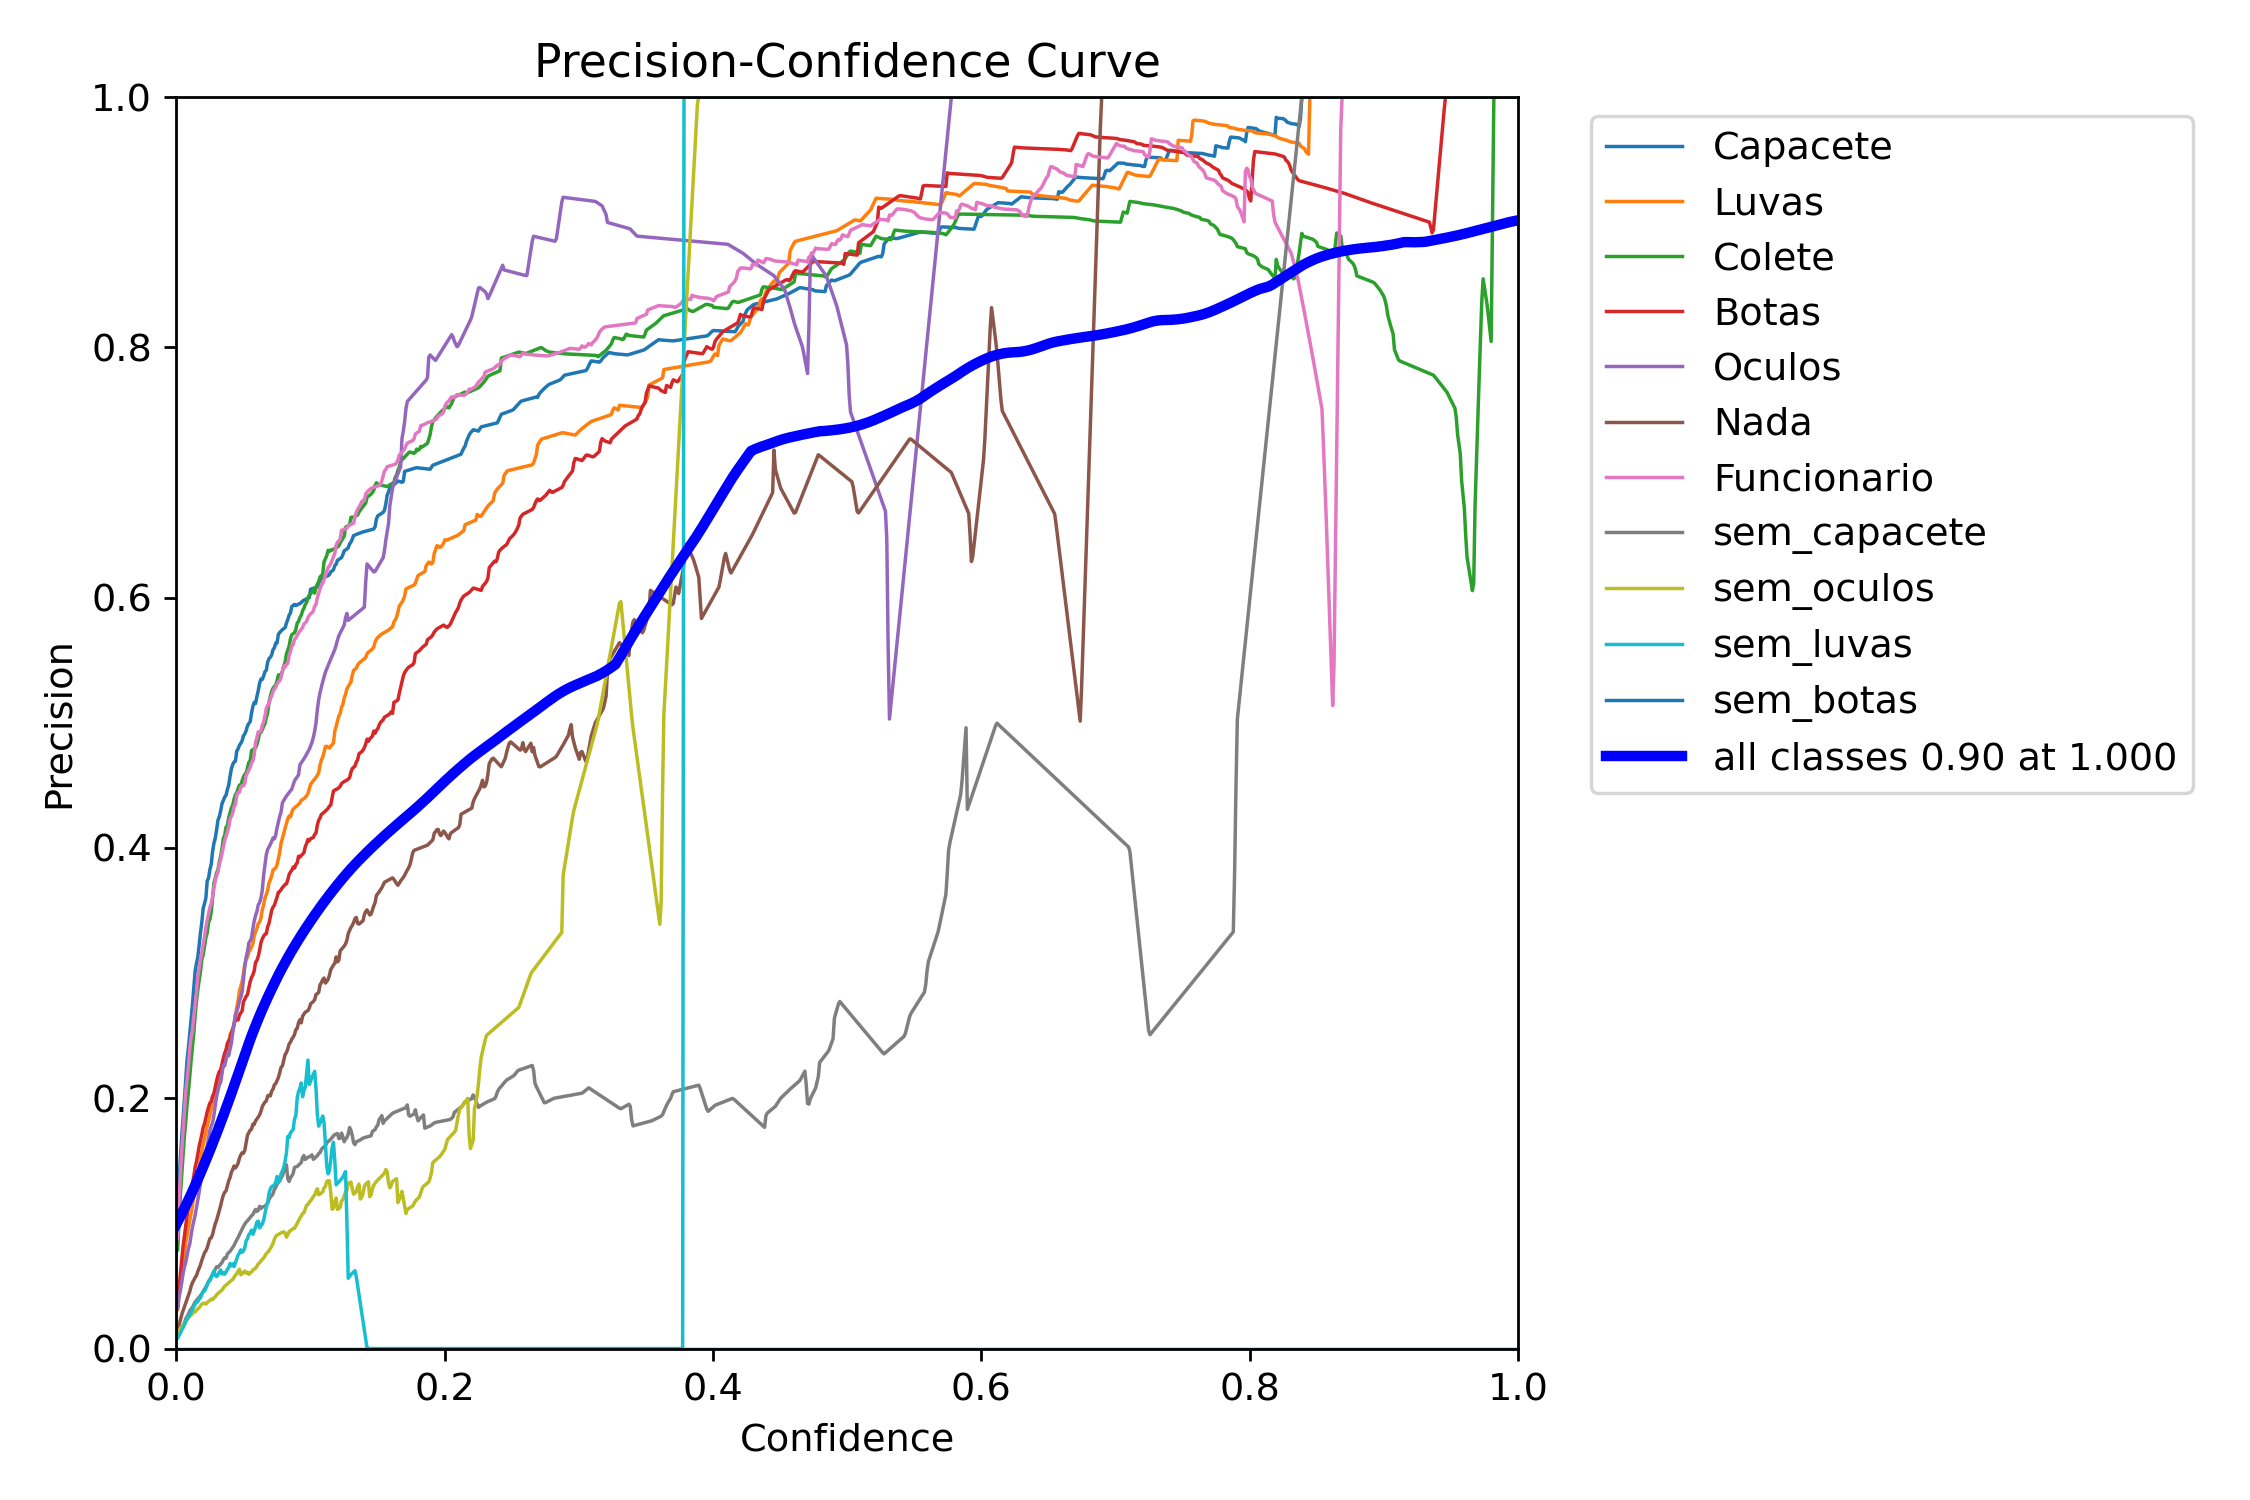 Precision-Confidence Curve
1.0
0.8
0.6
0.4
0.2
0.0
Precision
0.0 0.2 0.4 0.6 0.8 1.0
Confidence
Capacete
Luvas
Colete
Botas
Oculos
Nada
Funcionario
sem_capacete
sem_oculos
sem_luvas
sem_botas
all classes 0.90 at 1.000